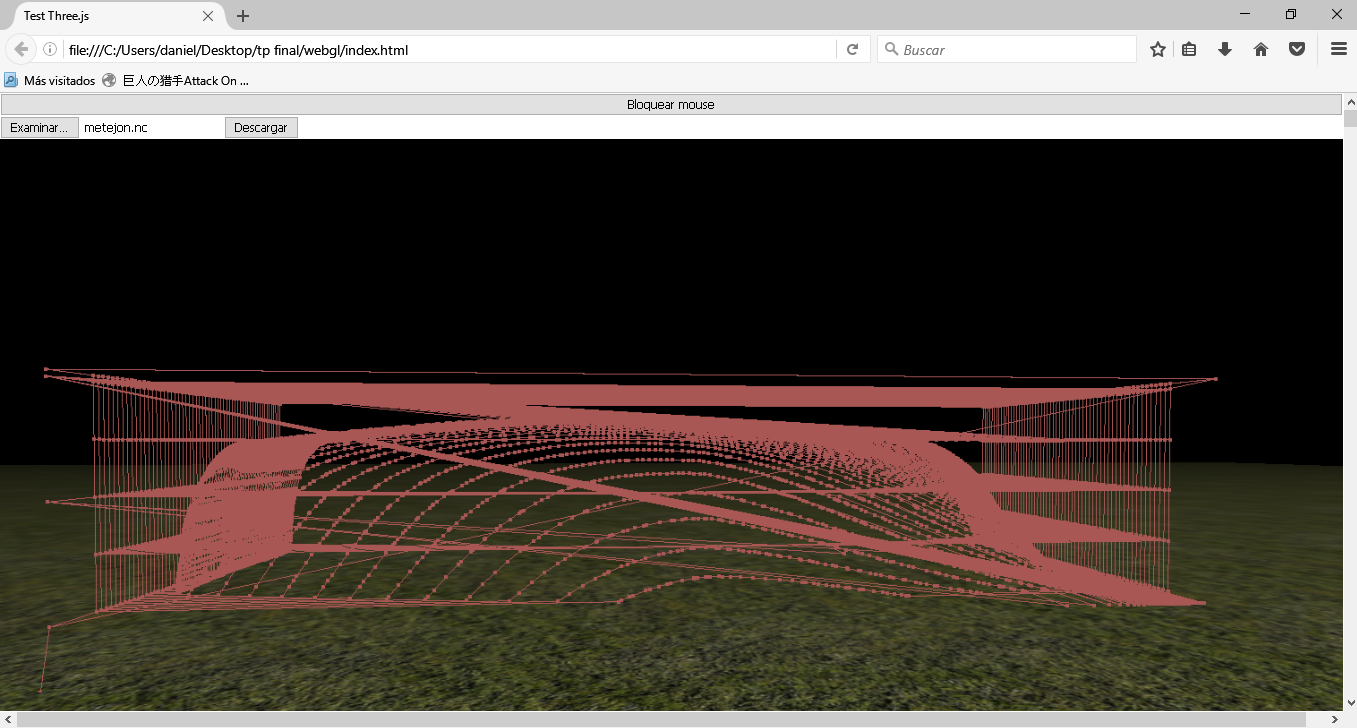 Test Three.js
file:///C:/Users/daniel/Desktop/tp final/webgl/index.html
Buscar
Más visitados
巨人の猎手Attack On ...
Bloquear mouse
Examinar... metejon.nc Descargar